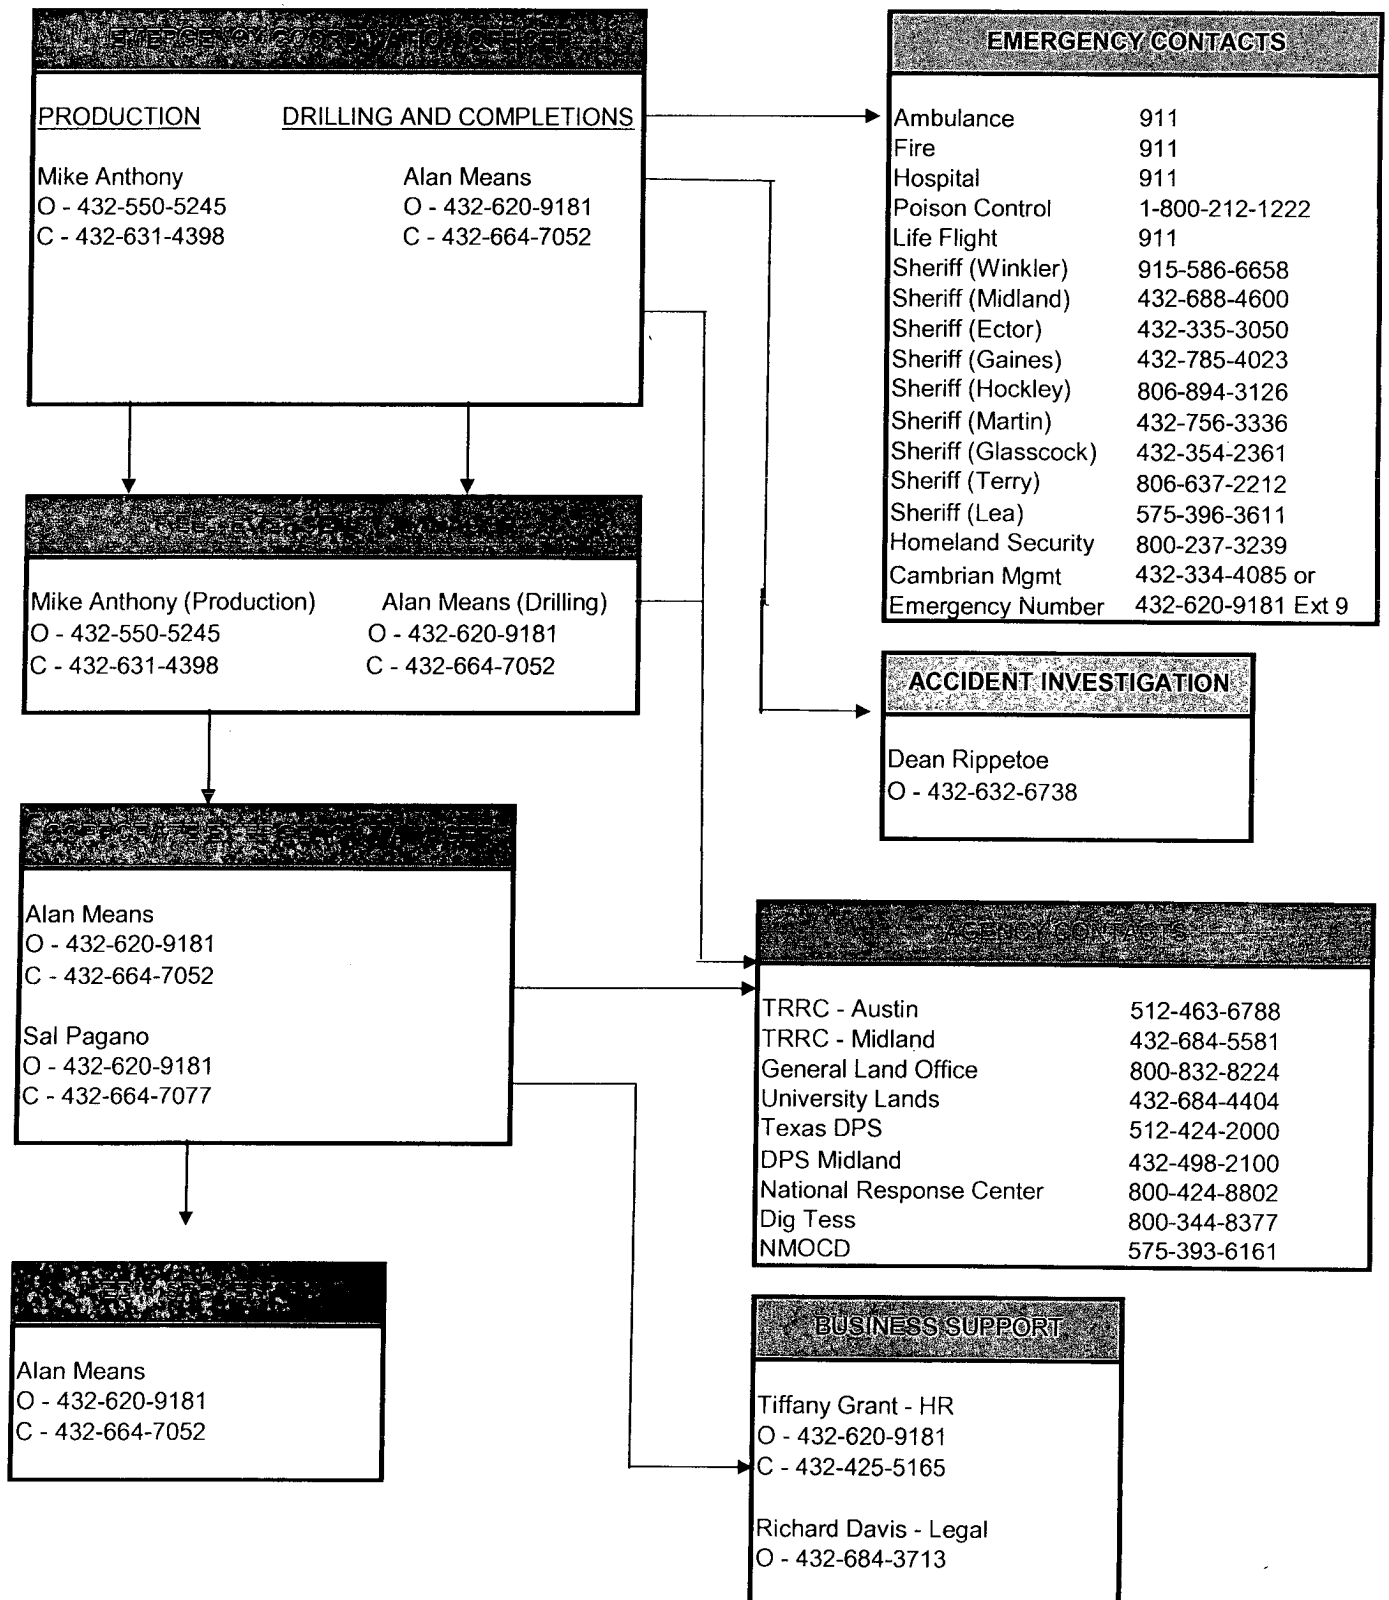 EMERGENCY COORDINATION OFFICER
PRODUCTION DRILLING AND COMPLETIONS
Mike Anthony Alan Means
O - 432-550-5245 O - 432-620-9181
C - 432-631-4398 C - 432-664-7052
EMERGENCY CONTACTS
Ambulance 911
Fire 911
Hospital 911
Poison Control 1-800-212-1222
Life Flight 911
Sheriff (Winkler) 915-586-6658
Sheriff (Midland) 432-688-4600
Sheriff (Ector) 432-335-3050
Sheriff (Gaines) 432-785-4023
Sheriff (Hockley) 806-894-3126
Sheriff (Martin) 432-756-3336
Sheriff (Glasscock) 432-354-2361
Sheriff (Terry) 806-637-2212
Sheriff (Lea) 575-396-3611
Homeland Security 800-237-3239
Cambrian Mgmt 432-334-4085 or
Emergency Number 432-620-9181 Ext 9
Mike Anthony (Production) Alan Means (Drilling)
O - 432-550-5245 O - 432-620-9181
C - 432-631-4398 C - 432-664-7052
ACCIDENT INVESTIGATION
Dean Rippetoe
O - 432-632-6738
CORPORATE
Alan Means
O - 432-620-9181
C - 432-664-7052
Sal Pagano
O - 432-620-9181
C - 432-664-7077
AGENCY CONTACTS
TRRC - Austin 512-463-6788
TRRC - Midland 432-684-5581
General Land Office 800-832-8224
University Lands 432-684-4404
Texas DPS 512-424-2000
DPS Midland 432-498-2100
National Response Center 800-424-8802
Dig Tess 800-344-8377
NMOCD 575-393-6161
Alan Means
O - 432-620-9181
C - 432-664-7052
BUSINESS SUPPORT
Tiffany Grant - HR
O - 432-620-9181
C - 432-425-5165
Richard Davis - Legal
O - 432-684-3713